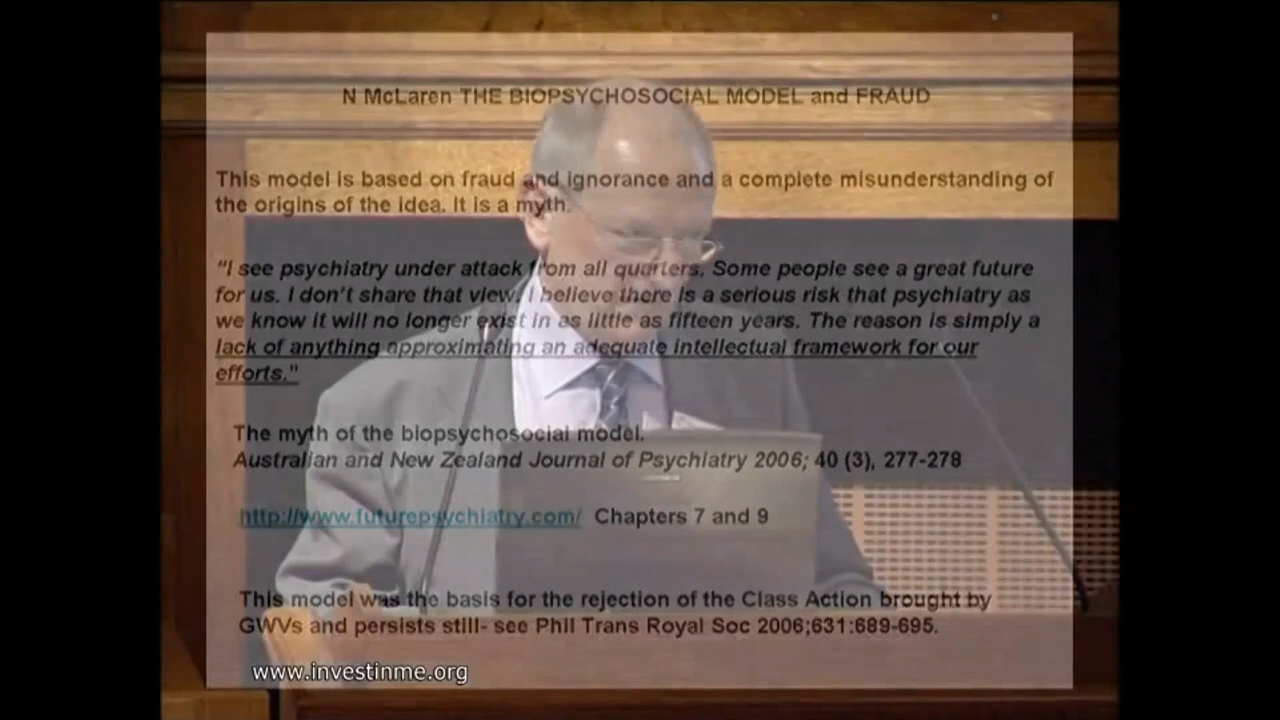 N McLaren THE BIOPSYCHOSOCIAL MODEL and FRAUD
This model is based on fraud and ignorance and a complete misunderstanding of
the origins of the idea. It is a myth.
"I see psychiatry under attack from all quarters. Some people see a great future
for us. I don't share that view. I believe there is a serious risk that psychiatry as
we know it will no longer exist in as little as fifteen years. The reason is simply a
lack of anything approximating an adequate intellectual framework for our
efforts."
The myth of the biopsychosocial model.
Australian and New Zealand Journal of Psychiatry 2006; 40 (3), 277-278
http://www.futurepsychiatry.com/ Chapters 7 and 9
This model was the basis for the rejection of the Class Action brought by
GWVs and persists still- see Phil Trans Royal Soc 2006;631:689-695.
www.investinme.org